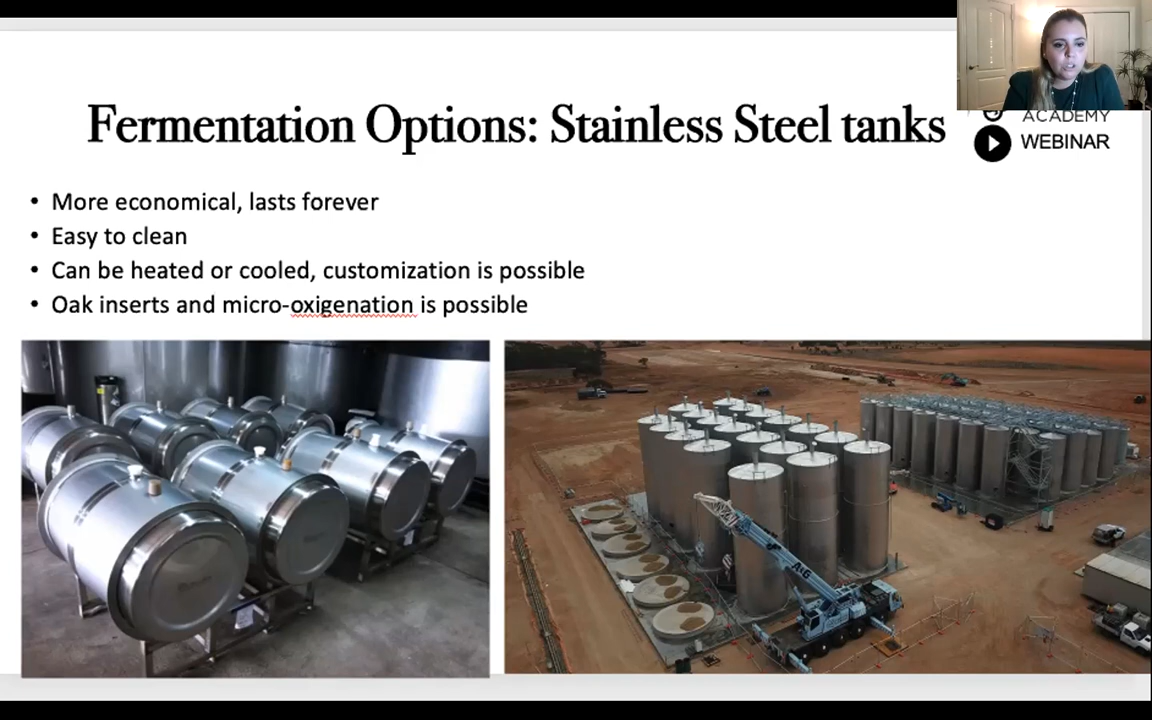 Fermentation Options: Stainless Steel tanks
ACADEMY
WEBINAR
• More economical, lasts forever
• Easy to clean
• Can be heated or cooled, customization is possible
• Oak inserts and micro-oxigenation is possible